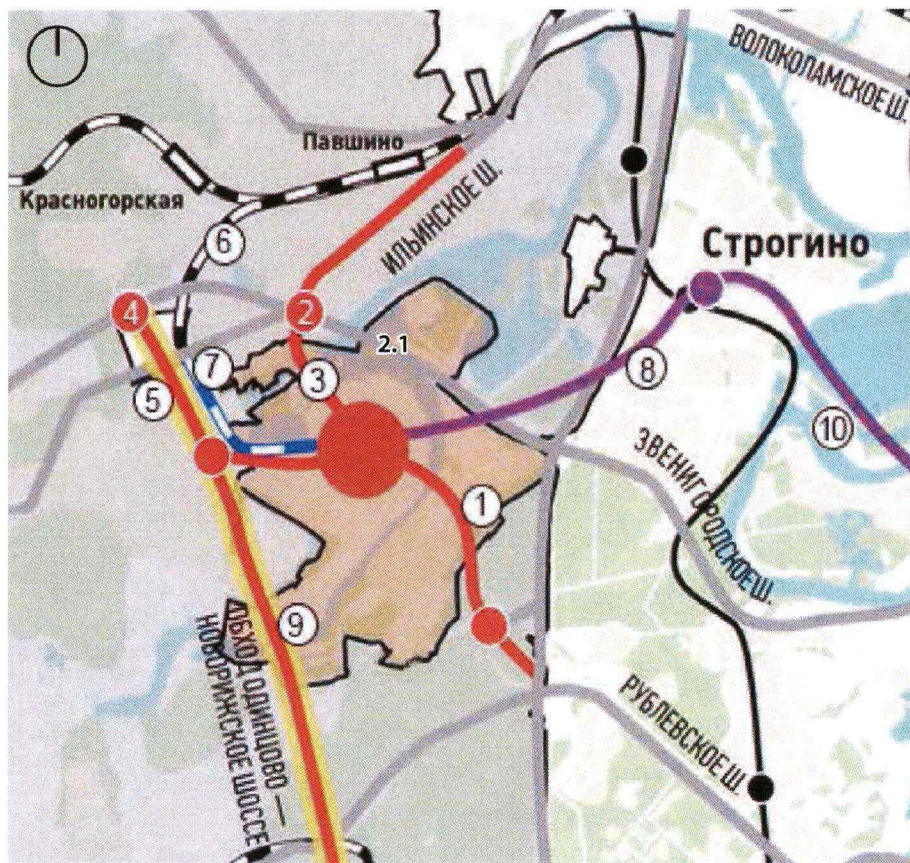 ВОЛОКОЛАМСКОЕ Ш.
Павшино
Красногорская
ИЛЬИНСКОЕ Ш.
6
Строгино
4
2
2.1
7
3
8
5
10
ЗВЕНИГОРОДСКОЕ Ш.
1
9
ОБХОД ОДИНЦОВО —
НОВОРИЖСКОЕ ШОССЕ
РУБЛЕВСКОЕ Ш.